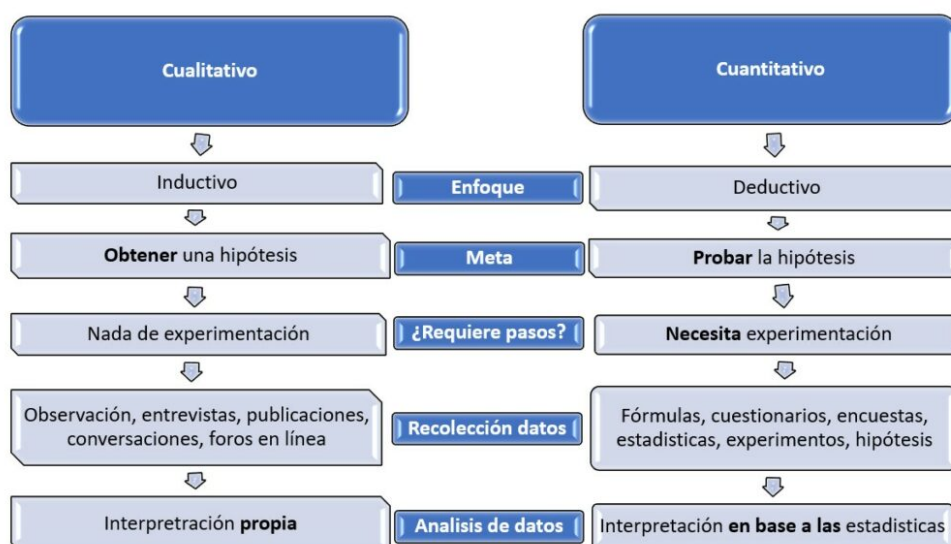 Cualitativo
Cuantitativo
Inductivo
Enfoque
Deductivo
Obtener una hipótesis
Meta
Probar la hipótesis
Nada de experimentación
¿Requiere pasos?
Necesita experimentación
Observación, entrevistas, publicaciones,
conversaciones, foros en línea
Recolección datos
Fórmulas, cuestionarios, encuestas,
estadisticas, experimentos, hipótesis
Interpretración propia
Analisis de datos
Interpretación en base a las estadisticas